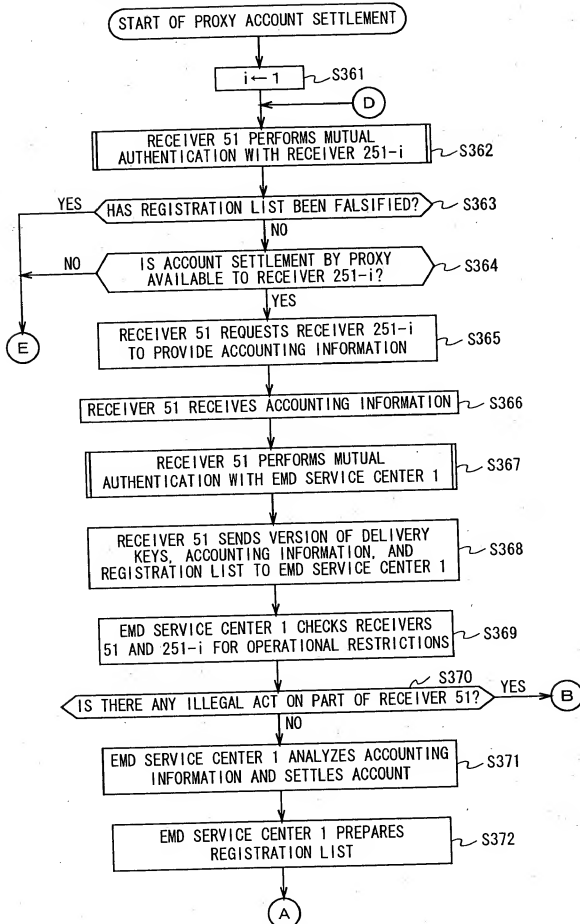 START OF PROXY ACCOUNT SETTLEMENT
i ← 1
S361
D
RECEIVER 51 PERFORMS MUTUAL
AUTHENTICATION WITH RECEIVER 251-i
S362
YES
HAS REGISTRATION LIST BEEN FALSIFIED?
S363
NO
NO
IS ACCOUNT SETTLEMENT BY PROXY
AVAILABLE TO RECEIVER 251-i?
S364
YES
E
RECEIVER 51 REQUESTS RECEIVER 251-i
TO PROVIDE ACCOUNTING INFORMATION
S365
RECEIVER 51 RECEIVES ACCOUNTING INFORMATION
S366
RECEIVER 51 PERFORMS MUTUAL
AUTHENTICATION WITH EMD SERVICE CENTER 1
S367
RECEIVER 51 SENDS VERSION OF DELIVERY
KEYS, ACCOUNTING INFORMATION, AND
REGISTRATION LIST TO EMD SERVICE CENTER 1
S368
EMD SERVICE CENTER 1 CHECKS RECEIVERS
51 AND 251-i FOR OPERATIONAL RESTRICTIONS
S369
S370
IS THERE ANY ILLEGAL ACT ON PART OF RECEIVER 51?
YES
B
NO
EMD SERVICE CENTER 1 ANALYZES ACCOUNTING
INFORMATION AND SETTLES ACCOUNT
S371
EMD SERVICE CENTER 1 PREPARES
REGISTRATION LIST
S372
A